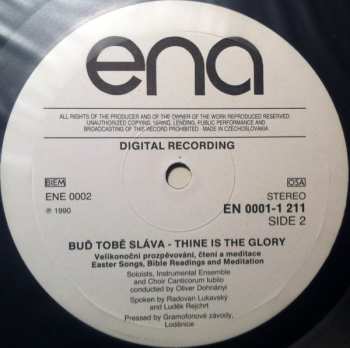 ena
ALL RIGHTS OF THE PRODUCER AND OF THE OWNER OF THE WORK REPRODUCED RESERVED.
UNAUTHORIZED COPYING, LENDING, PUBLIC PERFORMANCE AND
BROADCASTING OF THIS RECORD PROHIBITED. MADE IN CZECHOSLOVAKIA
DIGITAL RECORDING
BIEM OSA
ENE 0002 STEREO
℗ 1990 EN 0001-1 211
SIDE 2
BUĎ TOBĚ SLÁVA - THINE IS THE GLORY
Velikonoční prozpěvování, čtení a meditace
Easter Songs, Bible Readings and Meditation
Soloists, Instrumental Ensemble
and Choir Canticorum Iubilo
conducted by Oliver Dohnányi
Spoken by Radovan Lukavský
and Luděk Rejchrt
Pressed by Gramofonové závody,
Loděnice